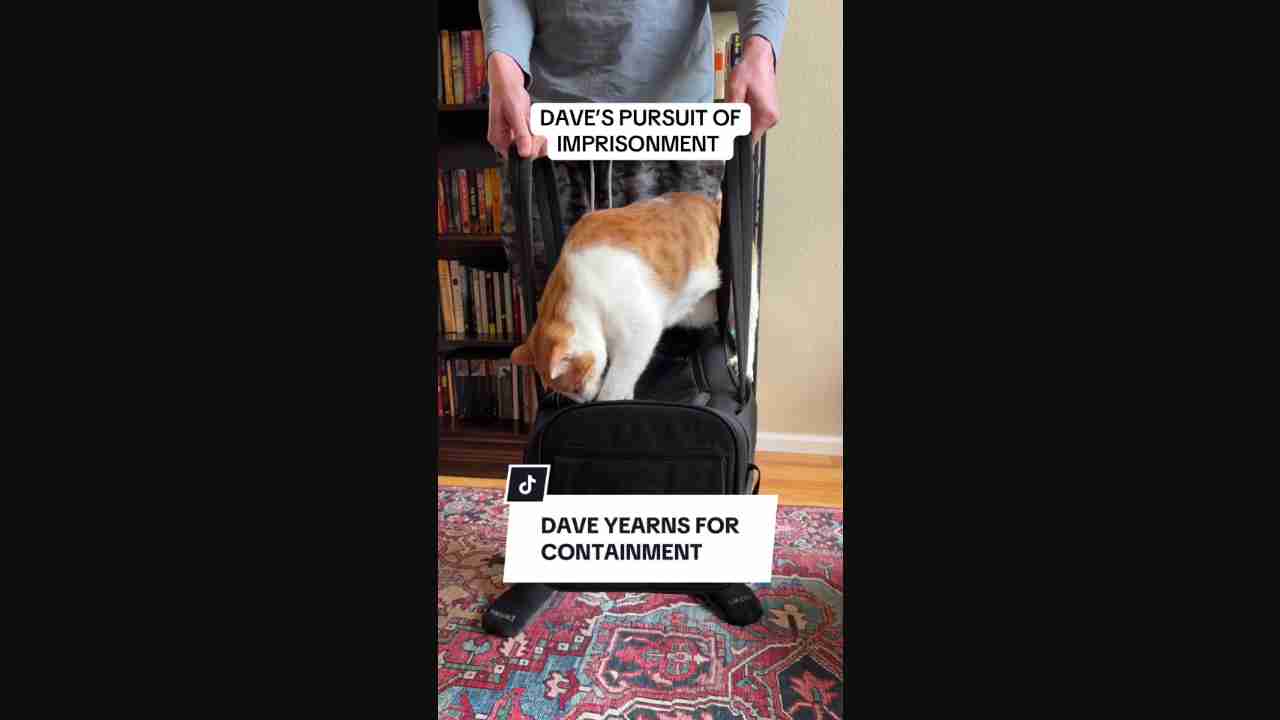 DAVE’S PURSUIT OF
IMPRISONMENT
DAVE YEARNS FOR
CONTAINMENT